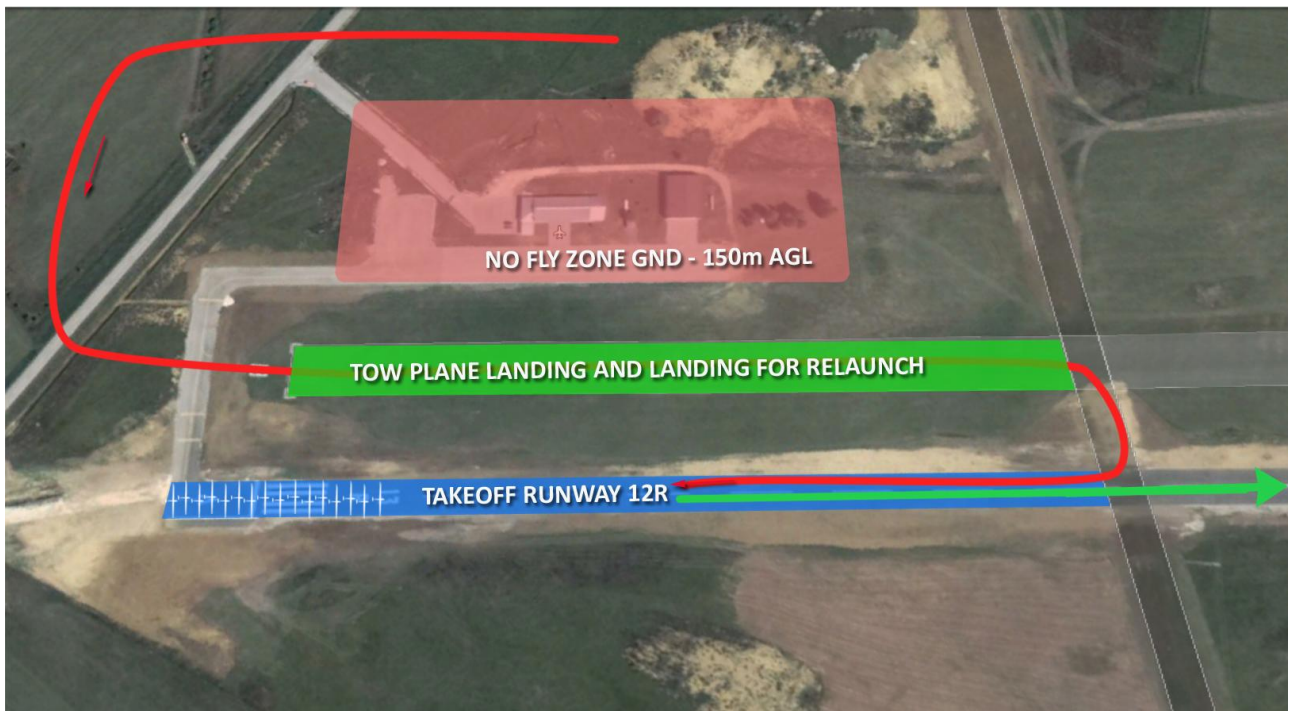 NO FLY ZONE GND - 150m AGL
TOW PLANE LANDING AND LANDING FOR RELAUNCH
TAKEOFF RUNWAY 12R